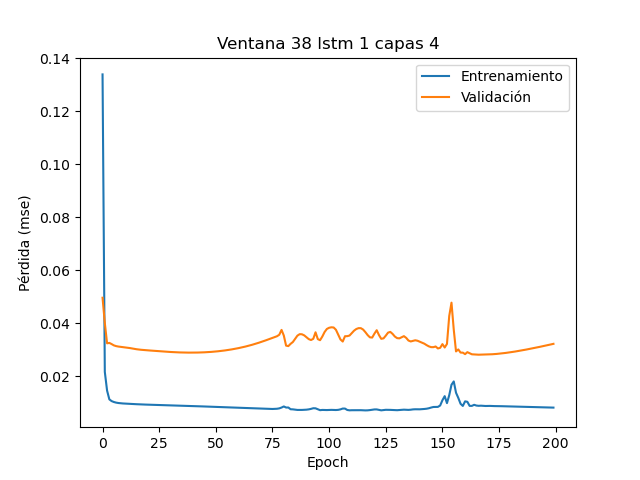 Ventana 38 lstm 1 capas 4
Entrenamiento
Validación
Pérdida (mse)
0.14
0.12
0.10
0.08
0.06
0.04
0.02
0 25 50 75 100 125 150 175 200
Epoch